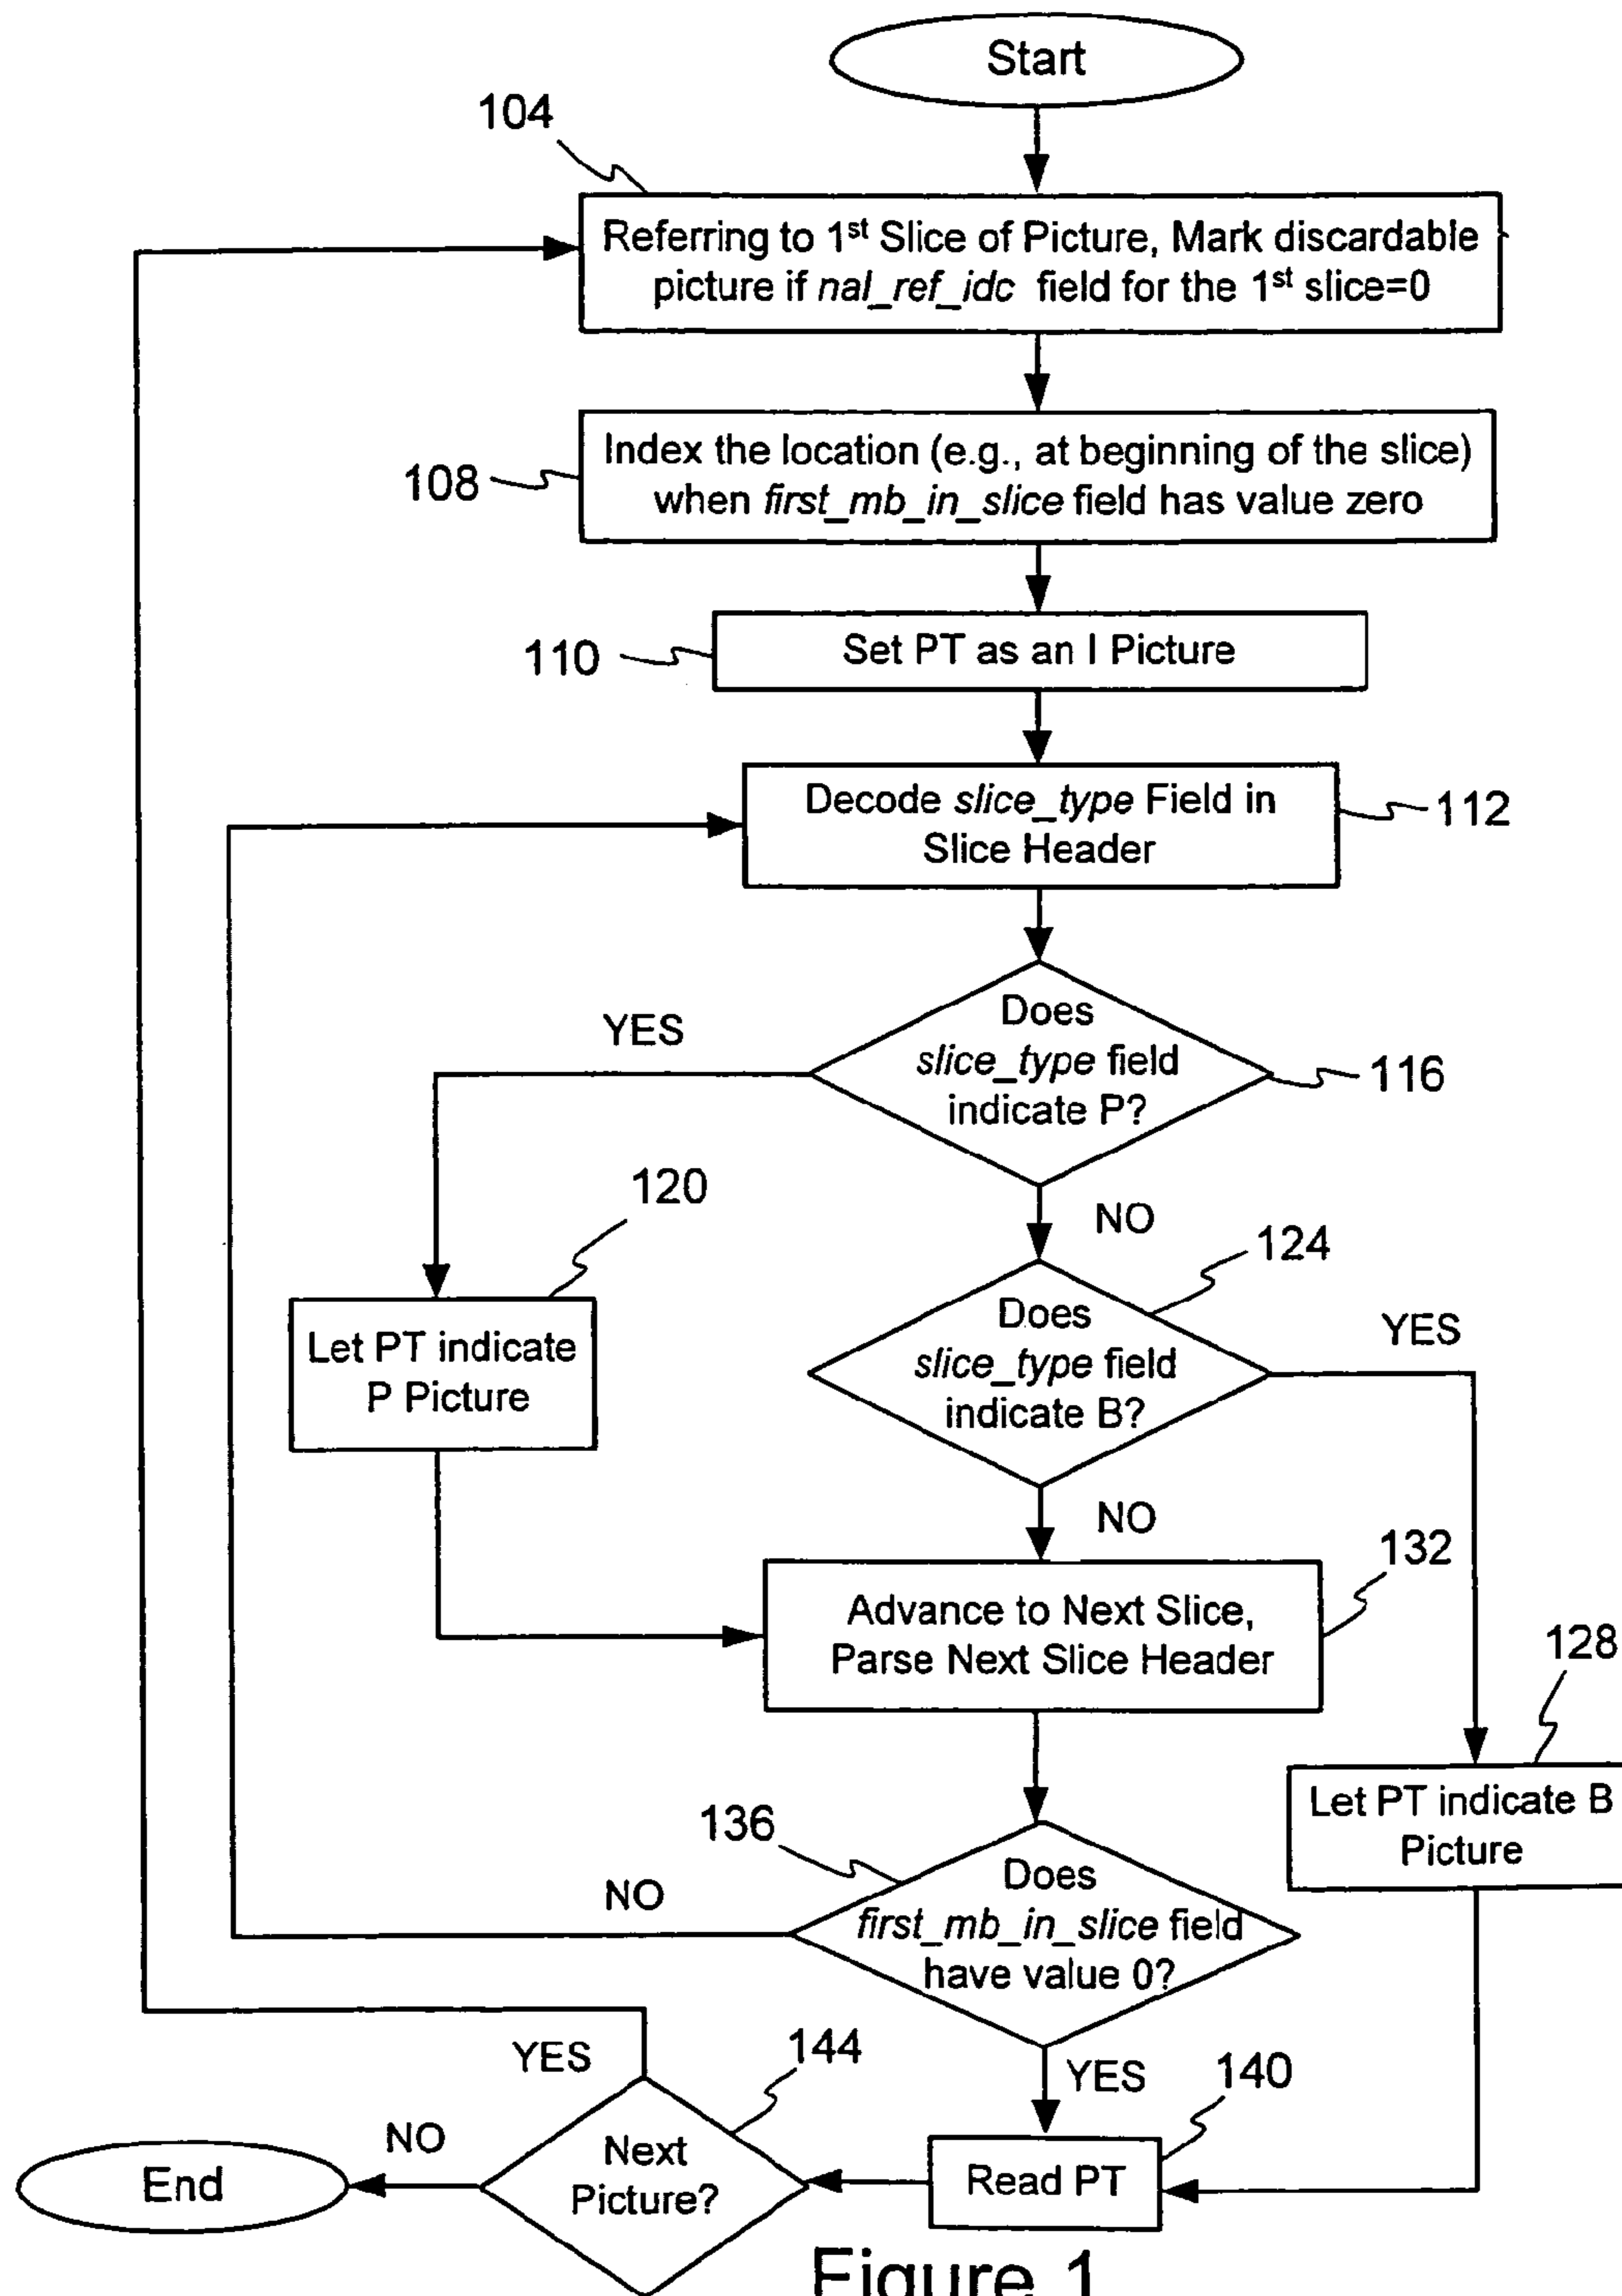 Start
104
Referring to 1st Slice of Picture, Mark discardable
picture if nal_ref_idc field for the 1st slice=0
108
Index the location (e.g., at beginning of the slice)
when first_mb_in_slice field has value zero
110
Set PT as an I Picture
Decode slice_type Field in
Slice Header
112
Does
slice_type field
indicate P?
116
YES
NO
120
Let PT indicate
P Picture
124
Does
slice_type field
indicate B?
YES
NO
132
Advance to Next Slice,
Parse Next Slice Header
128
Let PT indicate B
Picture
136
Does
first_mb_in_slice field
have value 0?
NO
YES
140
Read PT
144
Next
Picture?
YES
NO
End
Figure 1